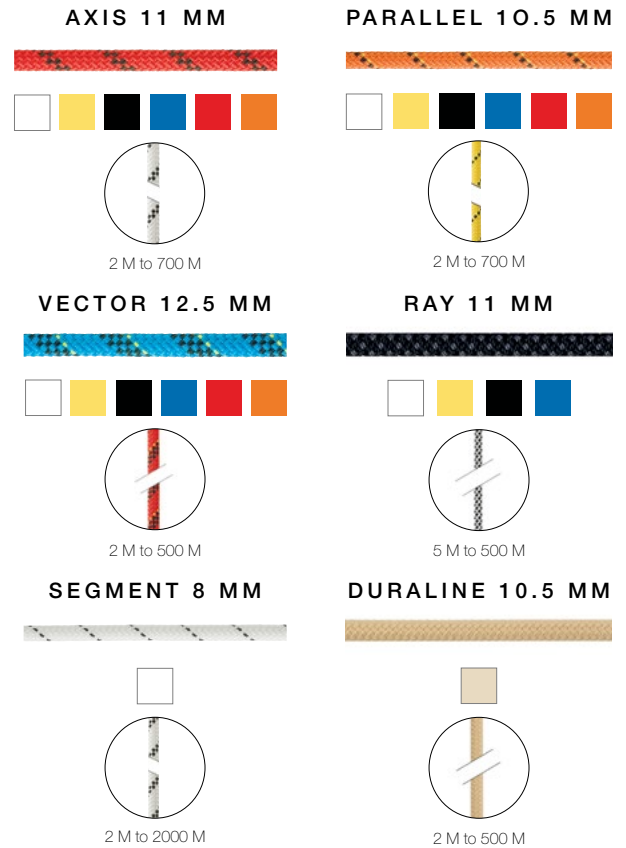 AXIS 11 MM
PARALLEL 10.5 MM
2 M to 700 M
2 M to 700 M
VECTOR 12.5 MM
RAY 11 MM
2 M to 500 M
5 M to 500 M
SEGMENT 8 MM
DURALINE 10.5 MM
2 M to 2000 M
2 M to 500 M